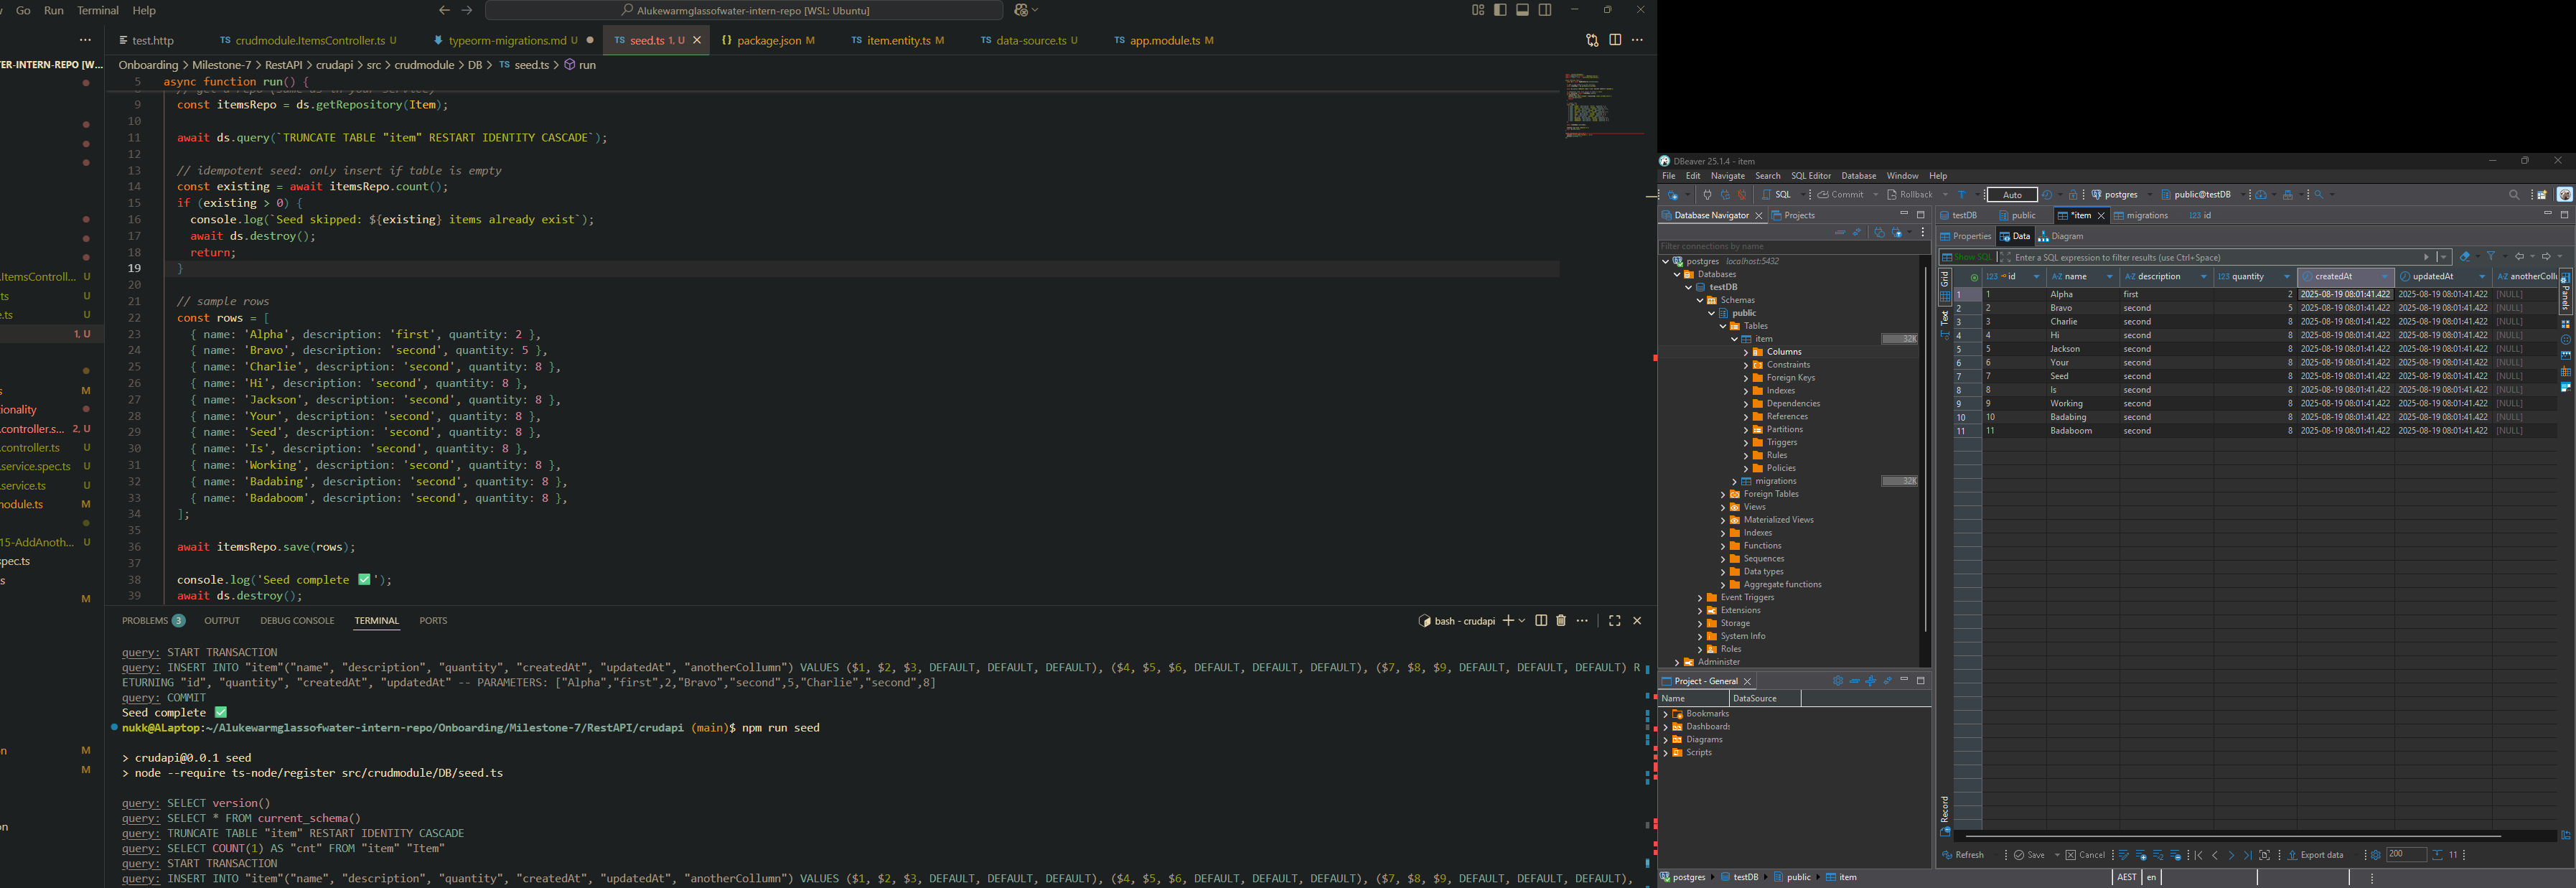 Go Run Terminal Help
Alukewarmglassofwater-intern-repo [WSL: Ubuntu]
test.http
TS crudmodule.ItemsController.ts U
typeorm-migrations.md U
TS seed.ts 1, U
{} package.json M
TS item.entity.ts M
TS data-source.ts U
TS app.module.ts M
ER-INTERN-REPO [W...
Onboarding > Milestone-7 > RestAPI > crudapi > src > crudmodule > DB > TS seed.ts > run
5 async function run() {
9 const itemsRepo = ds.getRepository(Item);
10
11 await ds.query(`TRUNCATE TABLE "item" RESTART IDENTITY CASCADE`);
12
13 // idempotent seed: only insert if table is empty
14 const existing = await itemsRepo.count();
15 if (existing > 0) {
16 console.log(`Seed skipped: ${existing} items already exist`);
17 await ds.destroy();
18 return;
19 }
20
21 // sample rows
22 const rows = [
23 { name: 'Alpha', description: 'first', quantity: 2 },
24 { name: 'Bravo', description: 'second', quantity: 5 },
25 { name: 'Charlie', description: 'second', quantity: 8 },
26 { name: 'Hi', description: 'second', quantity: 8 },
27 { name: 'Jackson', description: 'second', quantity: 8 },
28 { name: 'Your', description: 'second', quantity: 8 },
29 { name: 'Seed', description: 'second', quantity: 8 },
30 { name: 'Is', description: 'second', quantity: 8 },
31 { name: 'Working', description: 'second', quantity: 8 },
32 { name: 'Badabing', description: 'second', quantity: 8 },
33 { name: 'Badaboom', description: 'second', quantity: 8 },
34 ];
35
36 await itemsRepo.save(rows);
37
38 console.log('Seed complete ✅');
39 await ds.destroy();
.ItemsControll... U
ts U
e.ts U
1, U
s M
ionality
.controller.s... 2, U
.controller.ts U
.service.spec.ts U
.service.ts U
nodule.ts M
15-AddAnoth... U
spec.ts
s
M
n M
M
on
PROBLEMS 3 OUTPUT DEBUG CONSOLE TERMINAL PORTS
bash - crudapi
query: START TRANSACTION
query: INSERT INTO "item"("name", "description", "quantity", "createdAt", "updatedAt", "anotherCollumn") VALUES ($1, $2, $3, DEFAULT, DEFAULT, DEFAULT), ($4, $5, $6, DEFAULT, DEFAULT, DEFAULT), ($7, $8, $9, DEFAULT, DEFAULT, DEFAULT) R
ETURNING "id", "quantity", "createdAt", "updatedAt" -- PARAMETERS: ["Alpha","first",2,"Bravo","second",5,"Charlie","second",8]
query: COMMIT
Seed complete ✅
nukk@ALaptop:~/Alukewarmglassofwater-intern-repo/Onboarding/Milestone-7/RestAPI/crudapi (main)$ npm run seed
> crudapi@0.0.1 seed
> node --require ts-node/register src/crudmodule/DB/seed.ts
query: SELECT version()
query: SELECT * FROM current_schema()
query: TRUNCATE TABLE "item" RESTART IDENTITY CASCADE
query: SELECT COUNT(1) AS "cnt" FROM "item" "Item"
query: START TRANSACTION
query: INSERT INTO "item"("name", "description", "quantity", "createdAt", "updatedAt", "anotherCollumn") VALUES ($1, $2, $3, DEFAULT, DEFAULT, DEFAULT), ($4, $5, $6, DEFAULT, DEFAULT, DEFAULT), ($7, $8, $9, DEFAULT, DEFAULT, DEFAULT),
DBeaver 25.1.4 - item
File Edit Navigate Search SQL Editor Database Window Help
SQL Commit Rollback T Auto postgres public@testDB
Database Navigator Projects
Filter connections by name
postgres localhost:5432
Databases
testDB
Schemas
public
Tables
item 32K
Columns
Constraints
Foreign Keys
Indexes
Dependencies
References
Partitions
Triggers
Rules
Policies
migrations 32K
Foreign Tables
Views
Materialized Views
Indexes
Functions
Sequences
Data types
Aggregate functions
Event Triggers
Extensions
Storage
System Info
Roles
Administer
Project - General
Name DataSource
Bookmarks
Dashboards
Diagrams
Scripts
testDB public *item migrations 123 id
Properties Data Diagram
Show SQL Enter a SQL expression to filter results (use Ctrl+Space)
Grid
Text
Record
Panels
123 id A-Z name A-Z description 123 quantity createdAt updatedAt A-Z anotherColl
1 1 Alpha first 2 2025-08-19 08:01:41.422 2025-08-19 08:01:41.422 [NULL]
2 2 Bravo second 5 2025-08-19 08:01:41.422 2025-08-19 08:01:41.422 [NULL]
3 3 Charlie second 8 2025-08-19 08:01:41.422 2025-08-19 08:01:41.422 [NULL]
4 4 Hi second 8 2025-08-19 08:01:41.422 2025-08-19 08:01:41.422 [NULL]
5 5 Jackson second 8 2025-08-19 08:01:41.422 2025-08-19 08:01:41.422 [NULL]
6 6 Your second 8 2025-08-19 08:01:41.422 2025-08-19 08:01:41.422 [NULL]
7 7 Seed second 8 2025-08-19 08:01:41.422 2025-08-19 08:01:41.422 [NULL]
8 8 Is second 8 2025-08-19 08:01:41.422 2025-08-19 08:01:41.422 [NULL]
9 9 Working second 8 2025-08-19 08:01:41.422 2025-08-19 08:01:41.422 [NULL]
10 10 Badabing second 8 2025-08-19 08:01:41.422 2025-08-19 08:01:41.422 [NULL]
11 11 Badaboom second 8 2025-08-19 08:01:41.422 2025-08-19 08:01:41.422 [NULL]
Refresh Save Cancel Export data 200 11
postgres testDB public item
AEST en